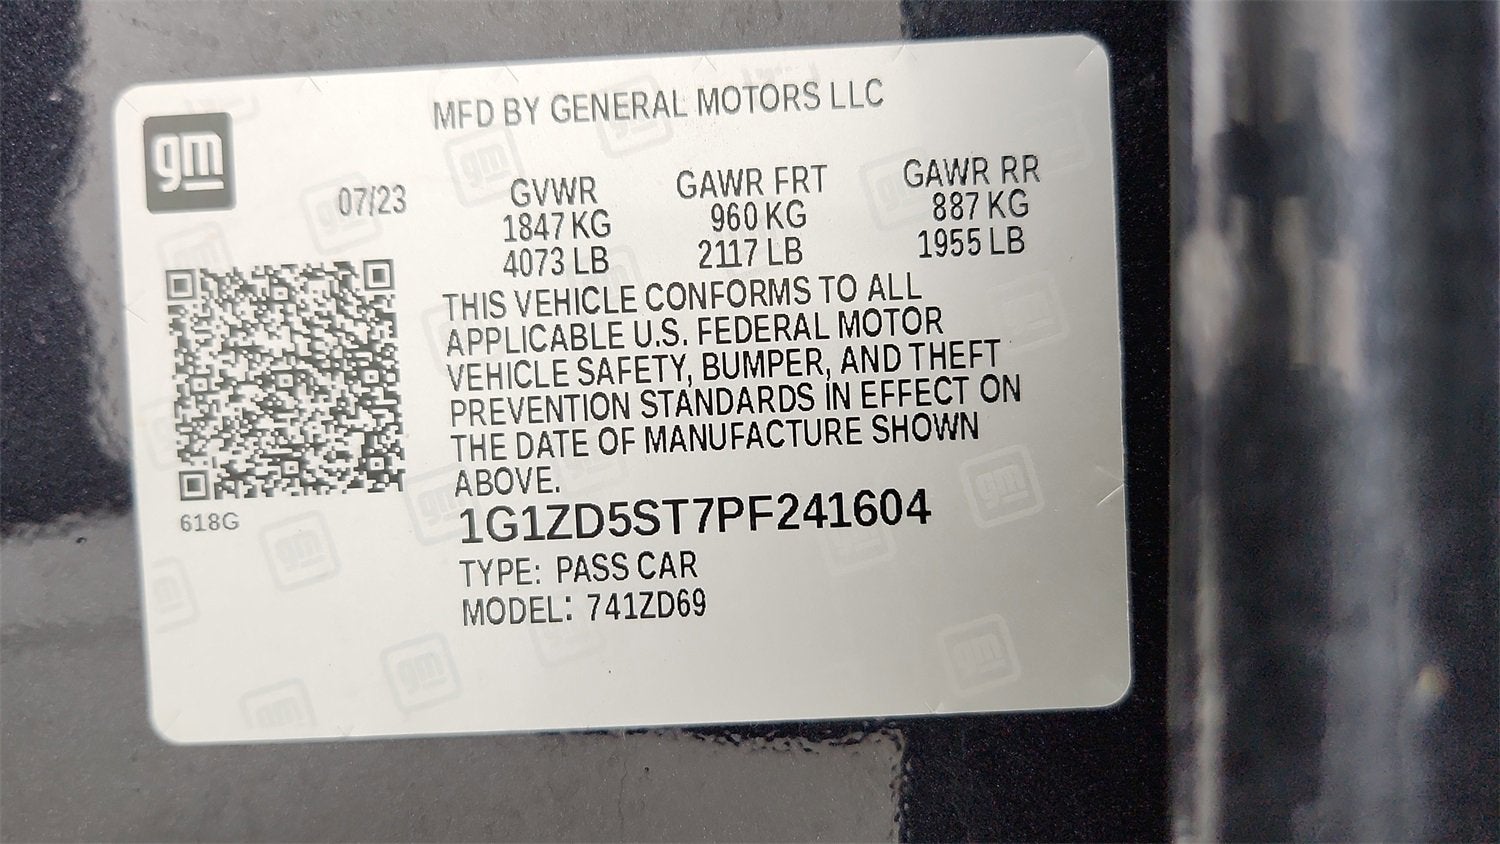 MFD BY GENERAL MOTORS LLC
gm
07/23
GVWR GAWR FRT GAWR RR
1847 KG 960 KG 887 KG
4073 LB 2117 LB 1955 LB
THIS VEHICLE CONFORMS TO ALL
APPLICABLE U.S. FEDERAL MOTOR
VEHICLE SAFETY, BUMPER, AND THEFT
PREVENTION STANDARDS IN EFFECT ON
THE DATE OF MANUFACTURE SHOWN
ABOVE.
1G1ZD5ST7PF241604
618G
TYPE: PASS CAR
MODEL: 741ZD69